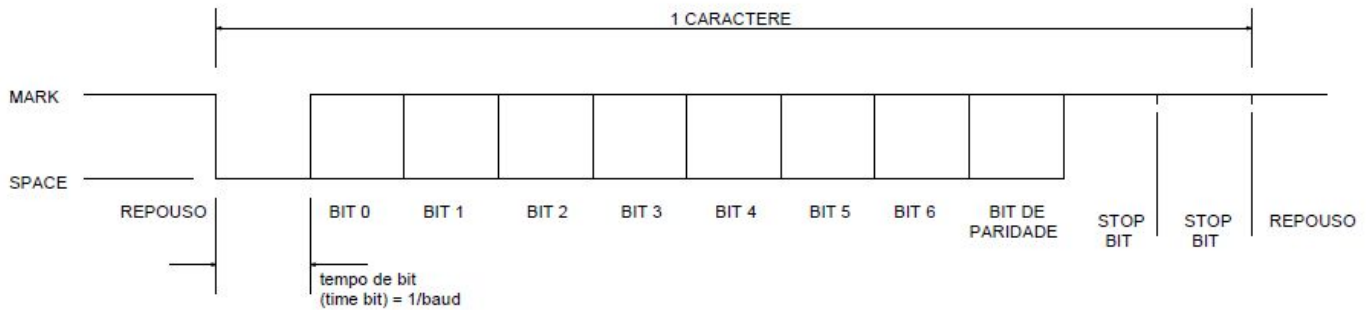 1 CARACTERE
MARK
SPACE
REPOUSO
BIT 0
BIT 1
BIT 2
BIT 3
BIT 4
BIT 5
BIT 6
BIT DE
PARIDADE
STOP
BIT
STOP
BIT
REPOUSO
tempo de bit
(time bit) = 1/baud